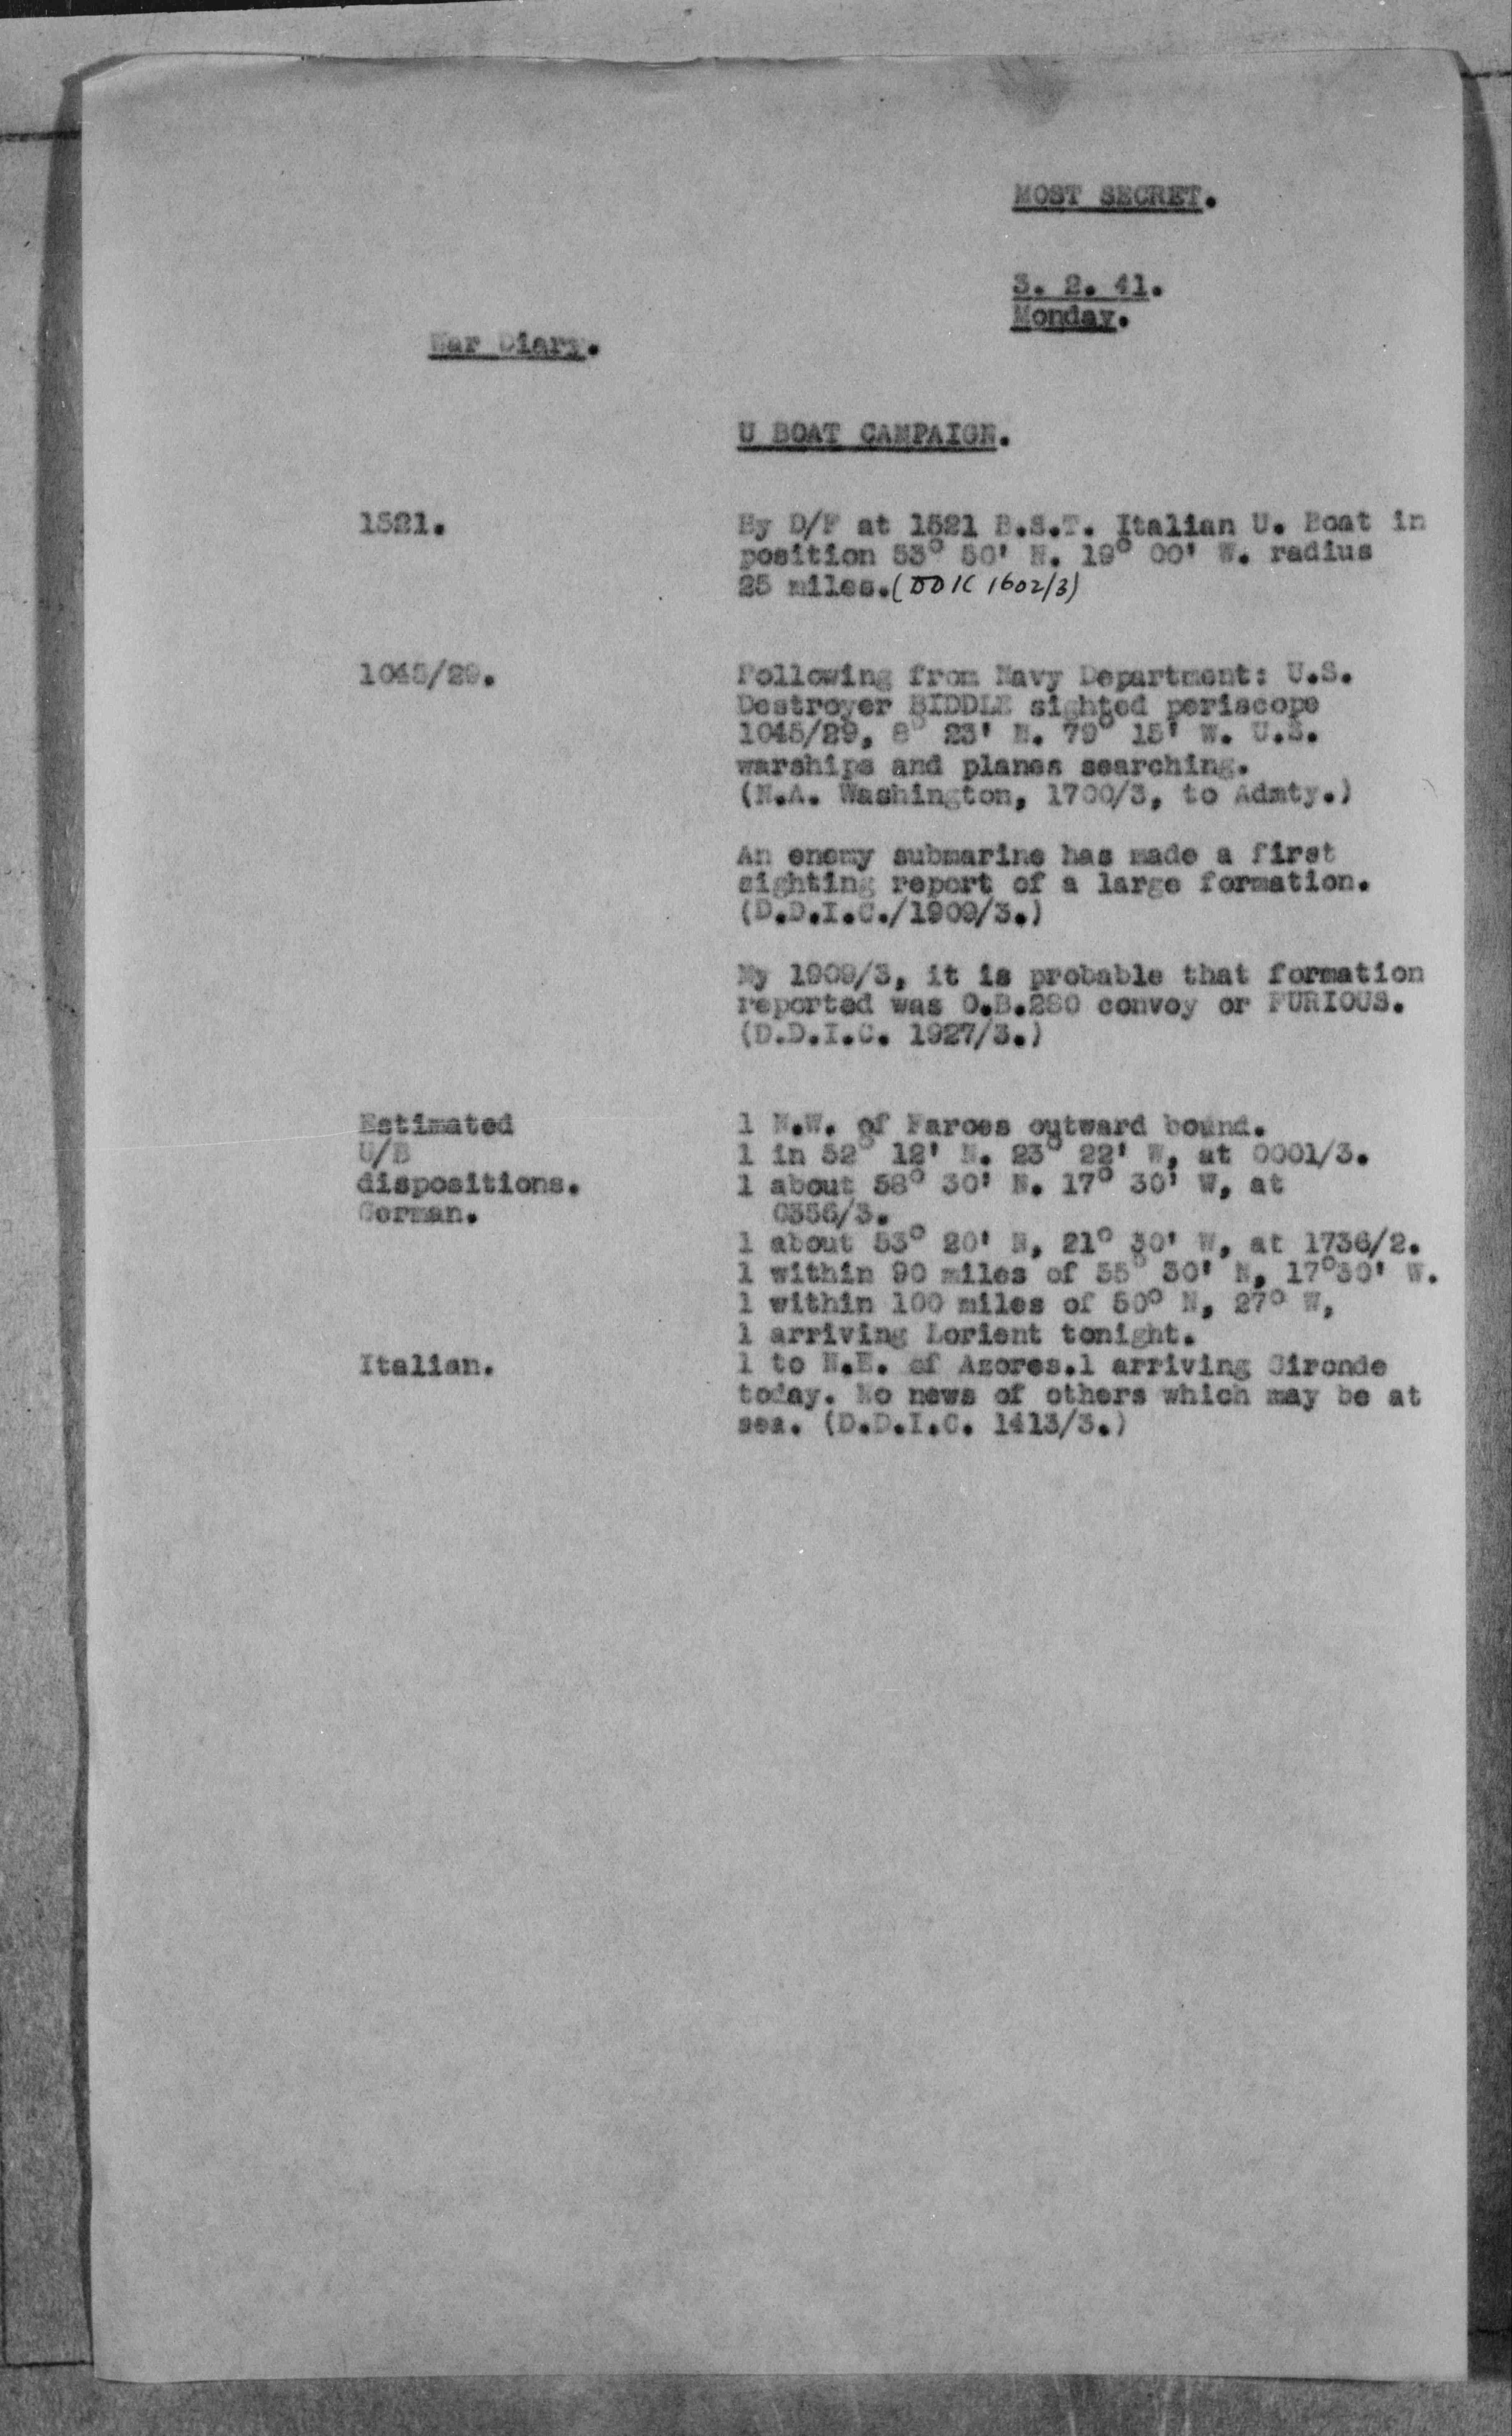 MOST SECRET.
3. 2. 41.
Monday.
War Diary.
U BOAT CAMPAIGN.
1521.
By D/F at 1521 B.S.T. Italian U. Boat in
position 53° 50' N. 19° 00' W. radius
25 miles. (DDIC 1602/3)
1045/29.
Following from Navy Department: U.S.
Destroyer BIDDLE sighted periscope
1045/29, 8° 23' N. 79° 15' W. U.S.
warships and planes searching.
(N.A. Washington, 1700/3, to Admty.)
An enemy submarine has made a first
sighting report of a large formation.
(D.D.I.C./1909/3.)
My 1909/3, it is probable that formation
reported was O.B.280 convoy or FURIOUS.
(D.D.I.C. 1927/3.)
Estimated
U/B
dispositions.
German.
1 N.W. of Faroes outward bound.
1 in 52° 12' N. 23° 22' W, at 0001/3.
1 about 58° 30' N. 17° 30' W, at
0356/3.
1 about 53° 20' N, 21° 30' W, at 1736/2.
1 within 90 miles of 55° 30' N, 17°30' W.
1 within 100 miles of 50° N, 27° W,
1 arriving Lorient tonight.
Italian.
1 to N.E. of Azores.1 arriving Gironde
today. No news of others which may be at
sea. (D.D.I.C. 1413/3.)